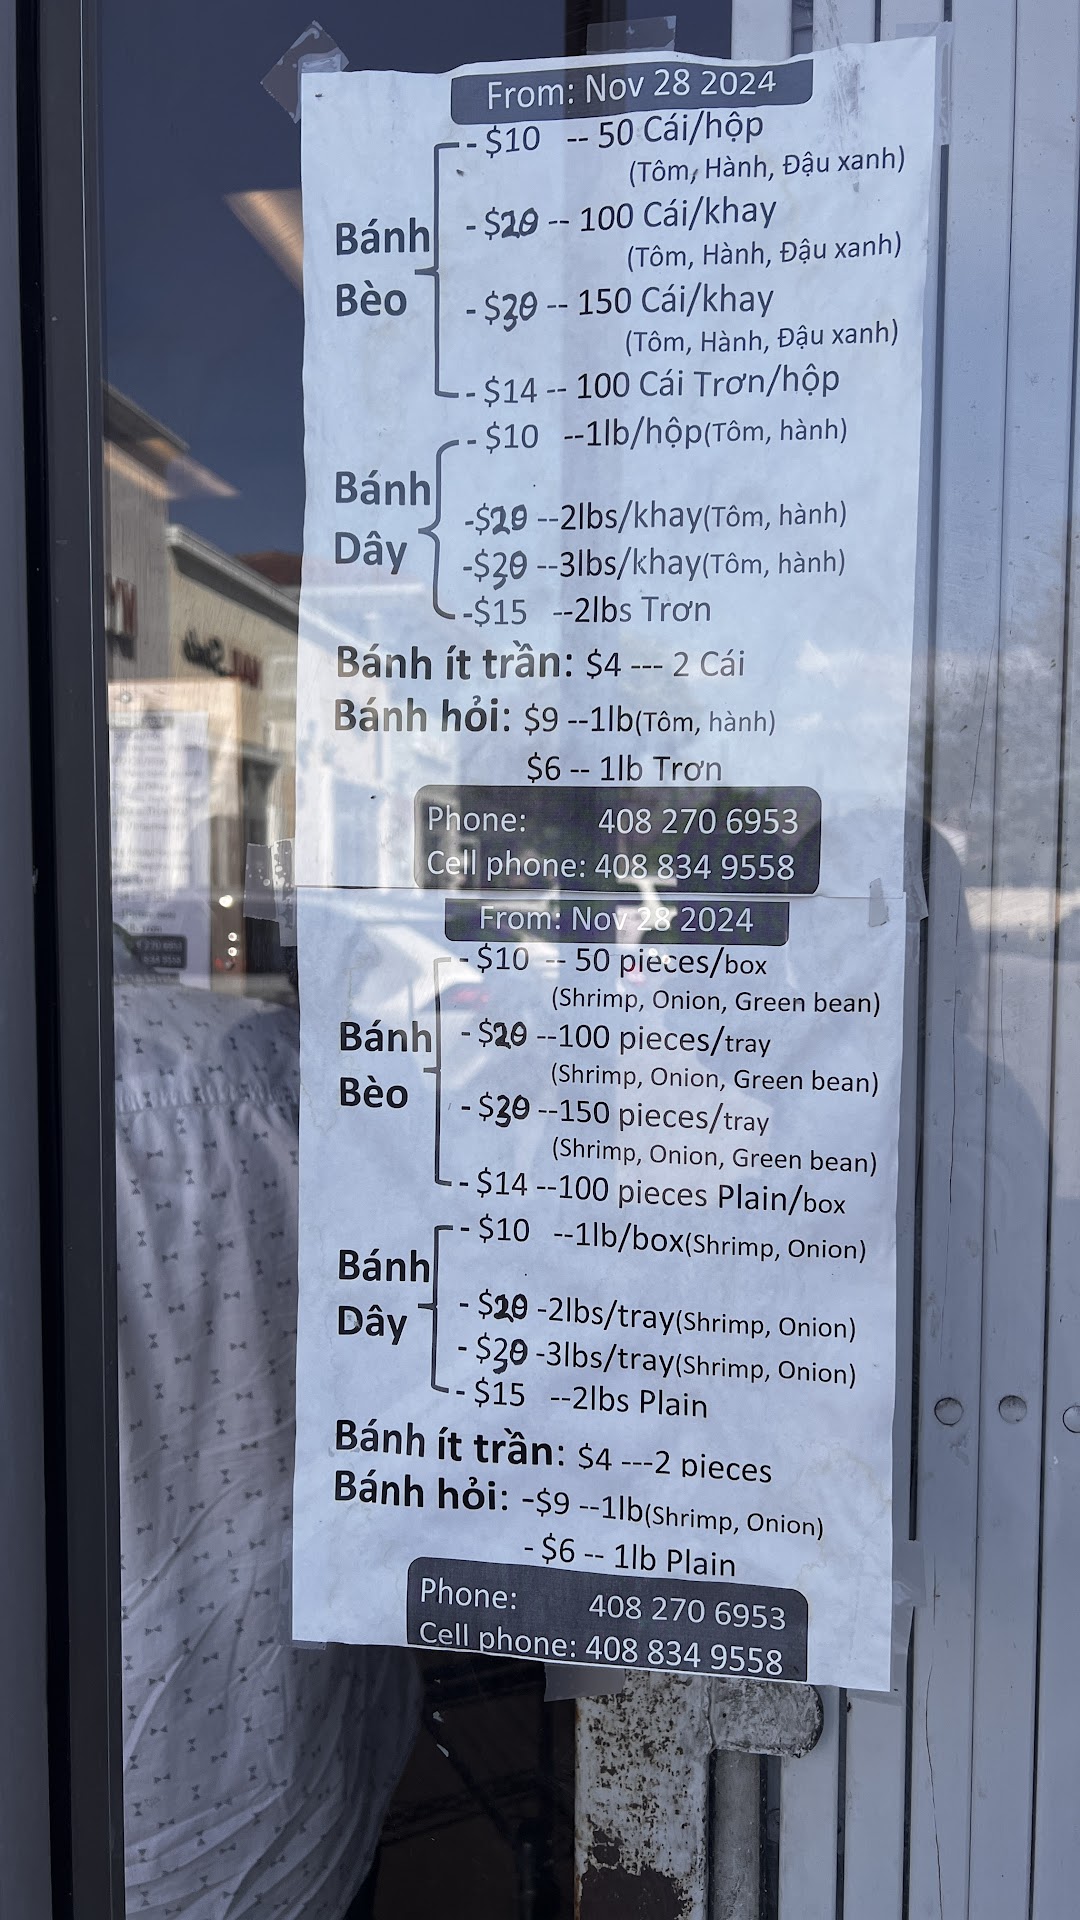 From: Nov 28 2024
- $10 -- 50 Cái/hộp
(Tôm, Hành, Đậu xanh)
Bánh Bèo
- $20 -- 100 Cái/khay
(Tôm, Hành, Đậu xanh)
- $30 -- 150 Cái/khay
(Tôm, Hành, Đậu xanh)
- $14 -- 100 Cái Trơn/hộp
- $10 --1lb/hộp(Tôm, hành)
Bánh Dây
-$20 --2lbs/khay(Tôm, hành)
-$30 --3lbs/khay(Tôm, hành)
-$15 --2lbs Trơn
Bánh ít trần: $4 --- 2 Cái
Bánh hỏi: $9 --1lb(Tôm, hành)
$6 -- 1lb Trơn
Phone: 408 270 6953
Cell phone: 408 834 9558
From: Nov 28 2024
- $10 -- 50 pieces/box
(Shrimp, Onion, Green bean)
Bánh Bèo
- $20 --100 pieces/tray
(Shrimp, Onion, Green bean)
- $30 --150 pieces/tray
(Shrimp, Onion, Green bean)
- $14 --100 pieces Plain/box
- $10 --1lb/box(Shrimp, Onion)
Bánh Dây
- $20 -2lbs/tray(Shrimp, Onion)
- $30 -3lbs/tray(Shrimp, Onion)
- $15 --2lbs Plain
Bánh ít trần: $4 ---2 pieces
Bánh hỏi: -$9 --1lb(Shrimp, Onion)
- $6 -- 1lb Plain
Phone: 408 270 6953
Cell phone: 408 834 9558